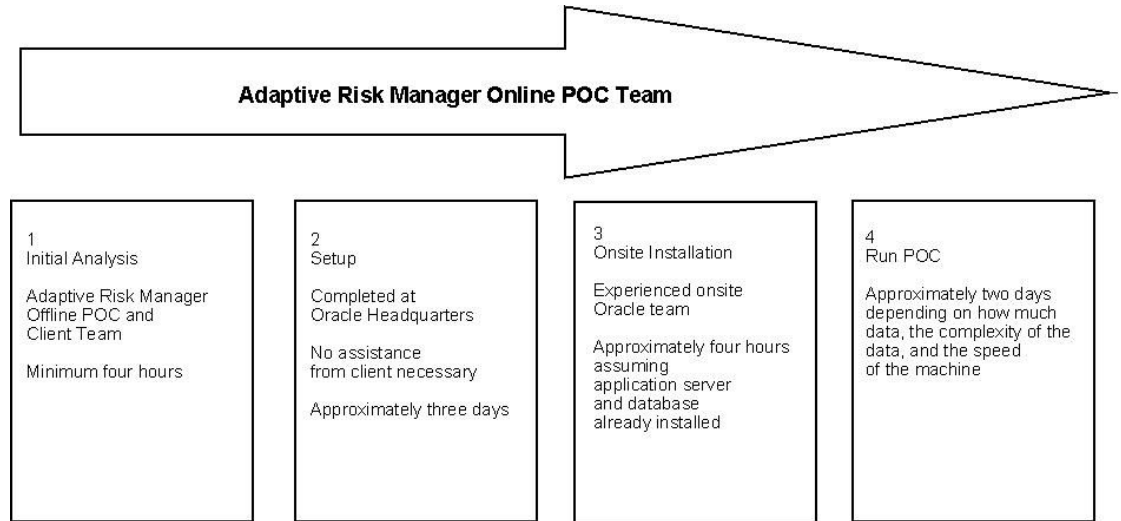 Adaptive Risk Manager Online POC Team
1
Initial Analysis
Adaptive Risk Manager
Offline POC and
Client Team
Minimum four hours
2
Setup
Completed at
Oracle Headquarters
No assistance
from client necessary
Approximately three days
3
Onsite Installation
Experienced onsite
Oracle team
Approximately four hours
assuming
application server
and database
already installed
4
Run POC
Approximately two days
depending on how much
data, the complexity of the
data, and the speed
of the machine